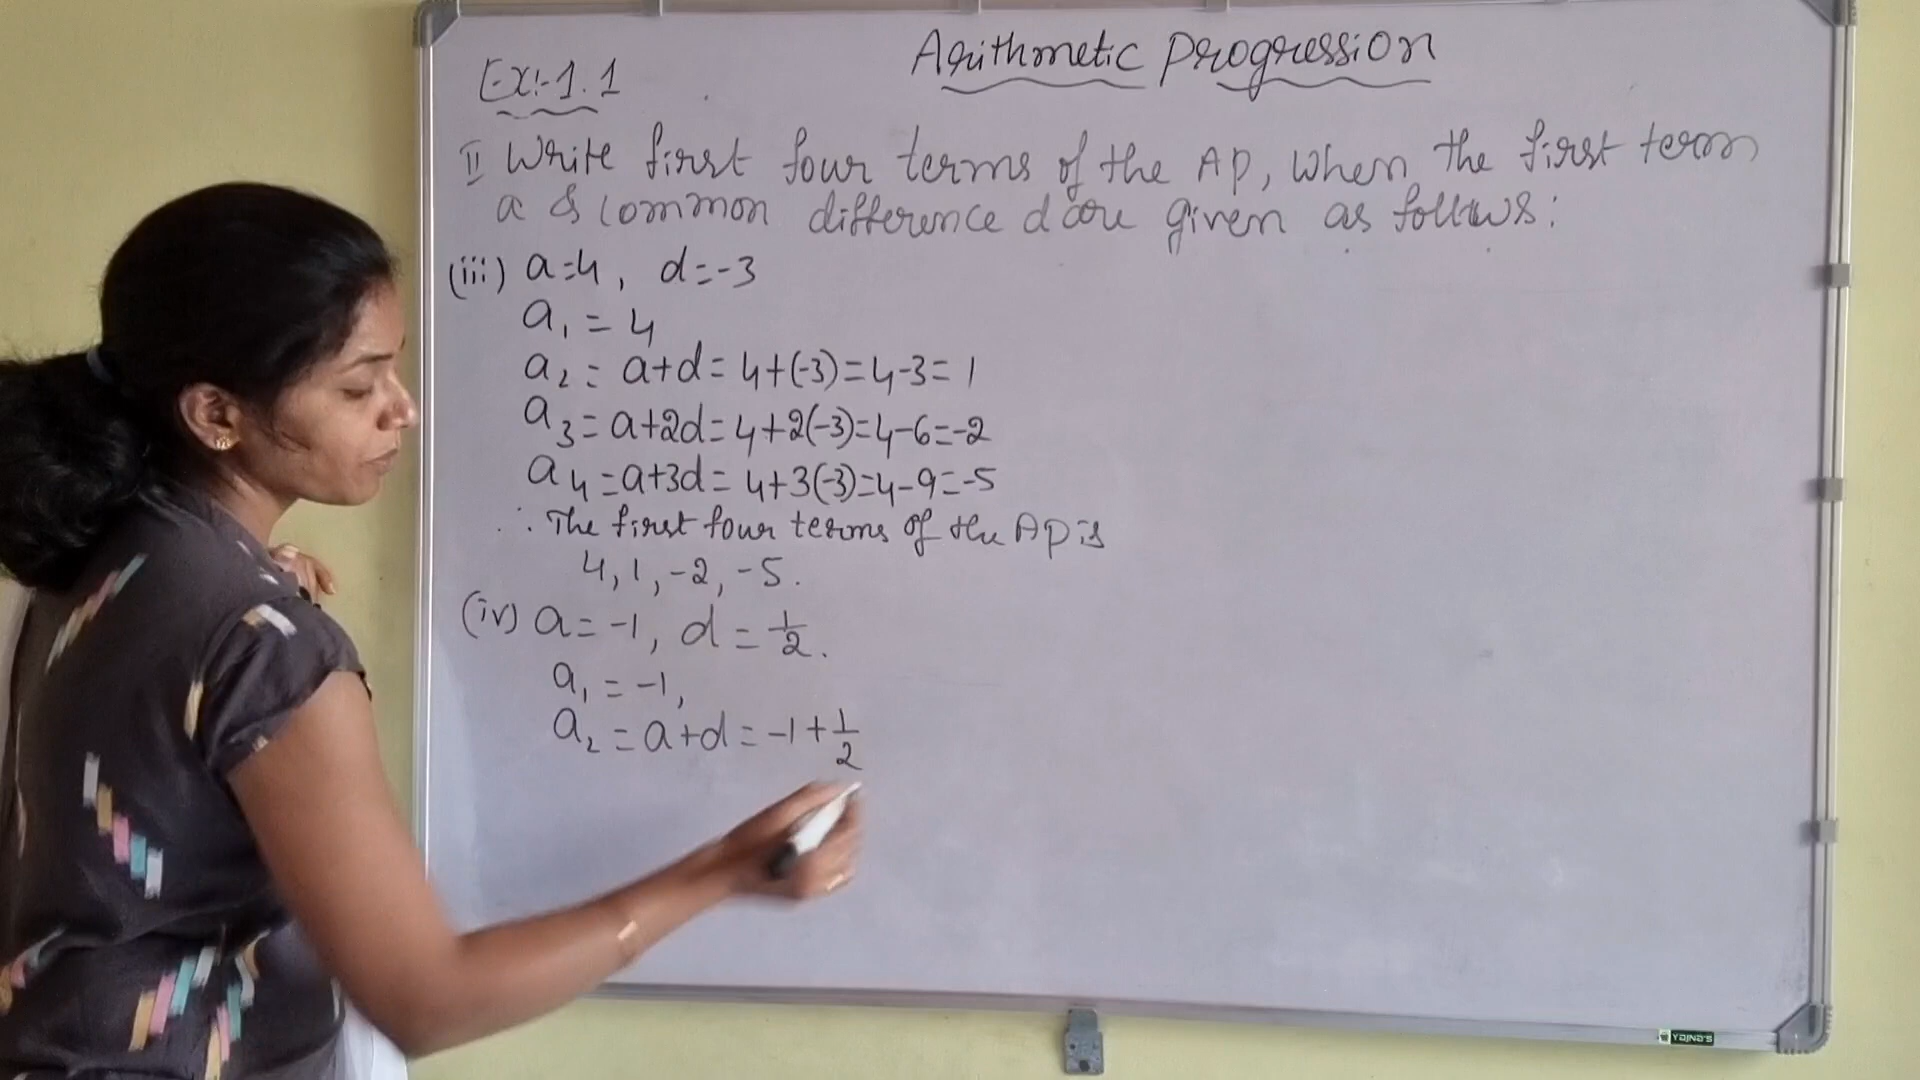 Arithmetic Progression
Ex:-1.1
II Write first four terms of the AP, when the first term
a & common difference d are given as follows:
(iii) a=4, d=-3
a₁ = 4
a₂ = a+d = 4+(-3)=4-3= 1
a₃ = a+2d= 4+2(-3)=4-6=-2
a₄ =a+3d= 4+3(-3)=4-9=-5
∴ The first four terms of the AP is
4, 1, -2, -5.
(iv) a= -1, d = 1/2.
a₁ = -1,
a₂ = a+d = -1 + 1/2
YAJNA'S